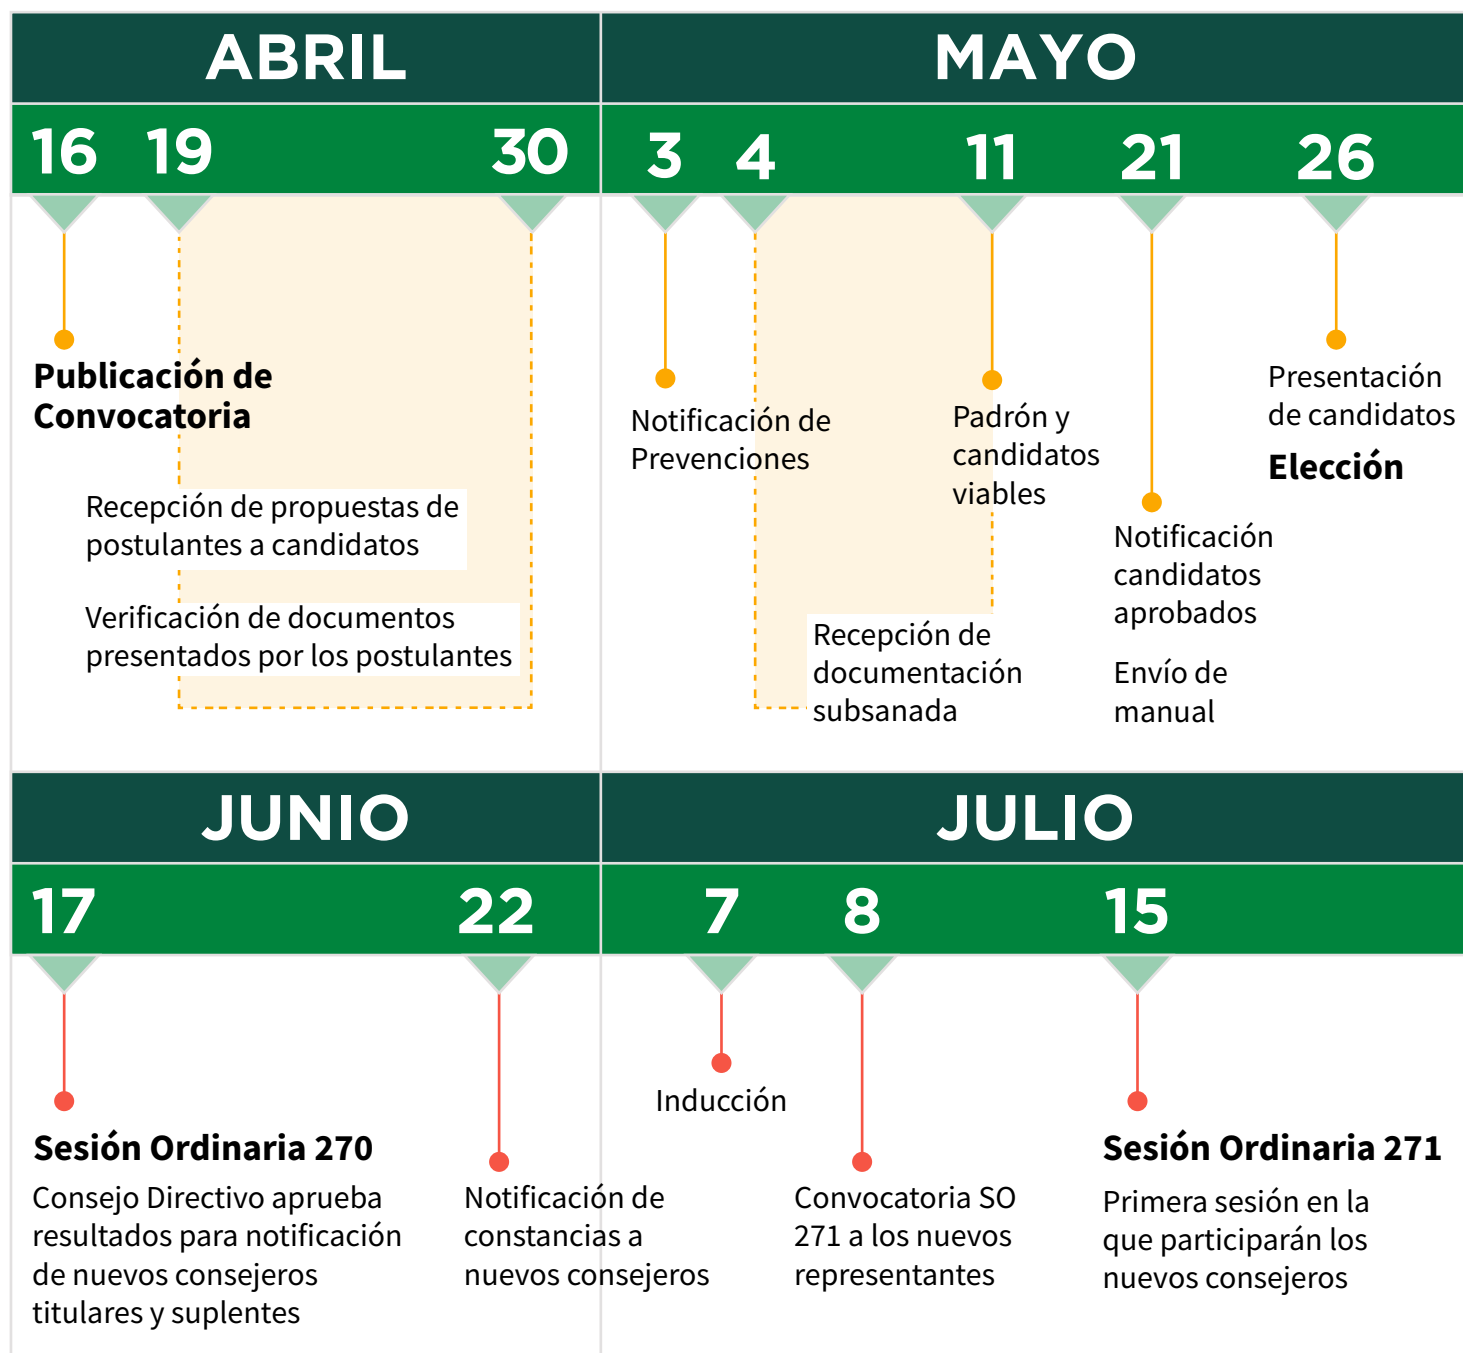 ABRIL
MAYO
16 19 30
3 4 11 21 26
Publicación de
Convocatoria
Recepción de propuestas de
postulantes a candidatos
Verificación de documentos
presentados por los postulantes
Notificación de
Prevenciones
Recepción de
documentación
subsanada
Padrón y
candidatos
viables
Notificación
candidatos
aprobados
Envío de
manual
Presentación
de candidatos
Elección
JUNIO
JULIO
17 22
7 8 15
Sesión Ordinaria 270
Consejo Directivo aprueba
resultados para notificación
de nuevos consejeros
titulares y suplentes
Notificación de
constancias a
nuevos consejeros
Inducción
Convocatoria SO
271 a los nuevos
representantes
Sesión Ordinaria 271
Primera sesión en la
que participarán los
nuevos consejeros